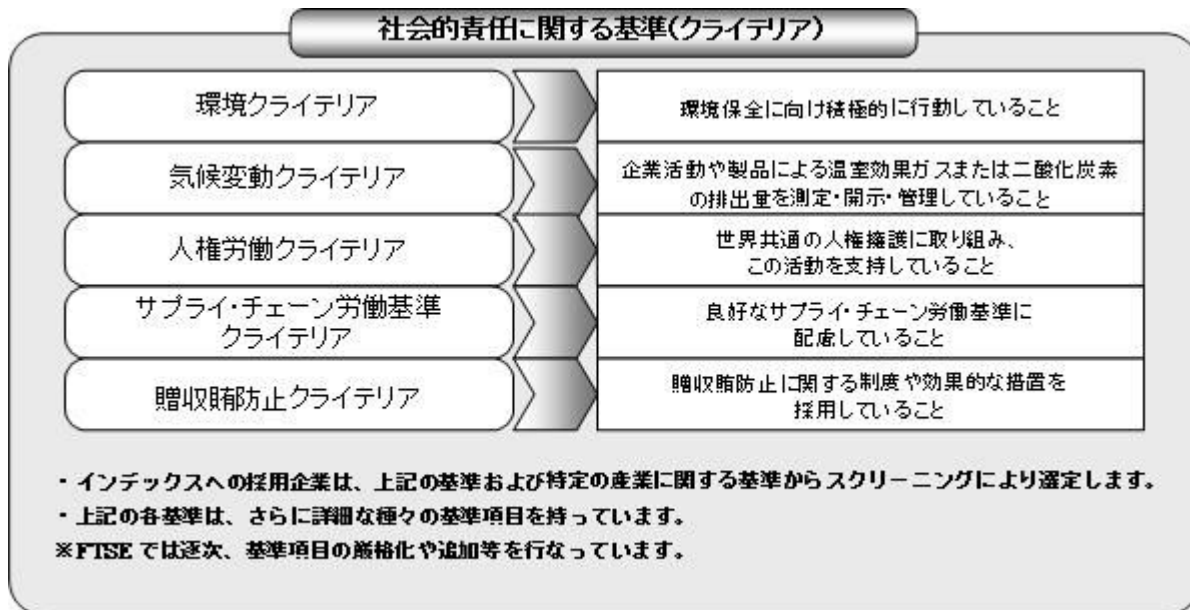 社会的責任に関する基準(クライテリア)
環境クライテリア
環境保全に向け積極的に行動していること
気候変動クライテリア
企業活動や製品による温室効果ガスまたは二酸化炭素
の排出量を測定・開示・管理していること
人権労働クライテリア
世界共通の人権擁護に取り組み、
この活動を支持していること
サプライ・チェーン労働基準
クライテリア
良好なサプライ・チェーン労働基準に
配慮していること
贈収賄防止クライテリア
贈収賄防止に関する制度や効果的な措置を
採用していること
・インデックスへの採用企業は、上記の基準および特定の産業に関する基準からスクリーニングにより選定します。
・上記の各基準は、さらに詳細な種々の基準項目を持っています。
※FTSE では逐次、基準項目の厳格化や追加等を行なっています。